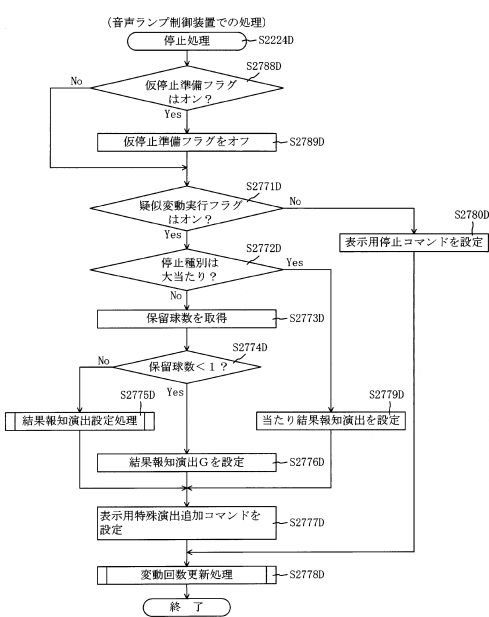 (音声ランプ制御装置での処理)
停止処理
S2224D
S2788D
No
仮停止準備フラグ
はオン?
Yes
仮停止準備フラグをオフ
S2789D
S2771D
疑似変動実行フラグ
はオン?
No
Yes
S2780D
表示用停止コマンドを設定
S2772D
停止種別は
大当たり?
Yes
No
保留球数を取得
S2773D
S2774D
保留球数<1?
No
Yes
S2775D
結果報知演出設定処理
S2779D
当たり結果報知演出を設定
結果報知演出Gを設定
S2776D
表示用特殊演出追加コマンドを
設定
S2777D
変動回数更新処理
S2778D
終 了